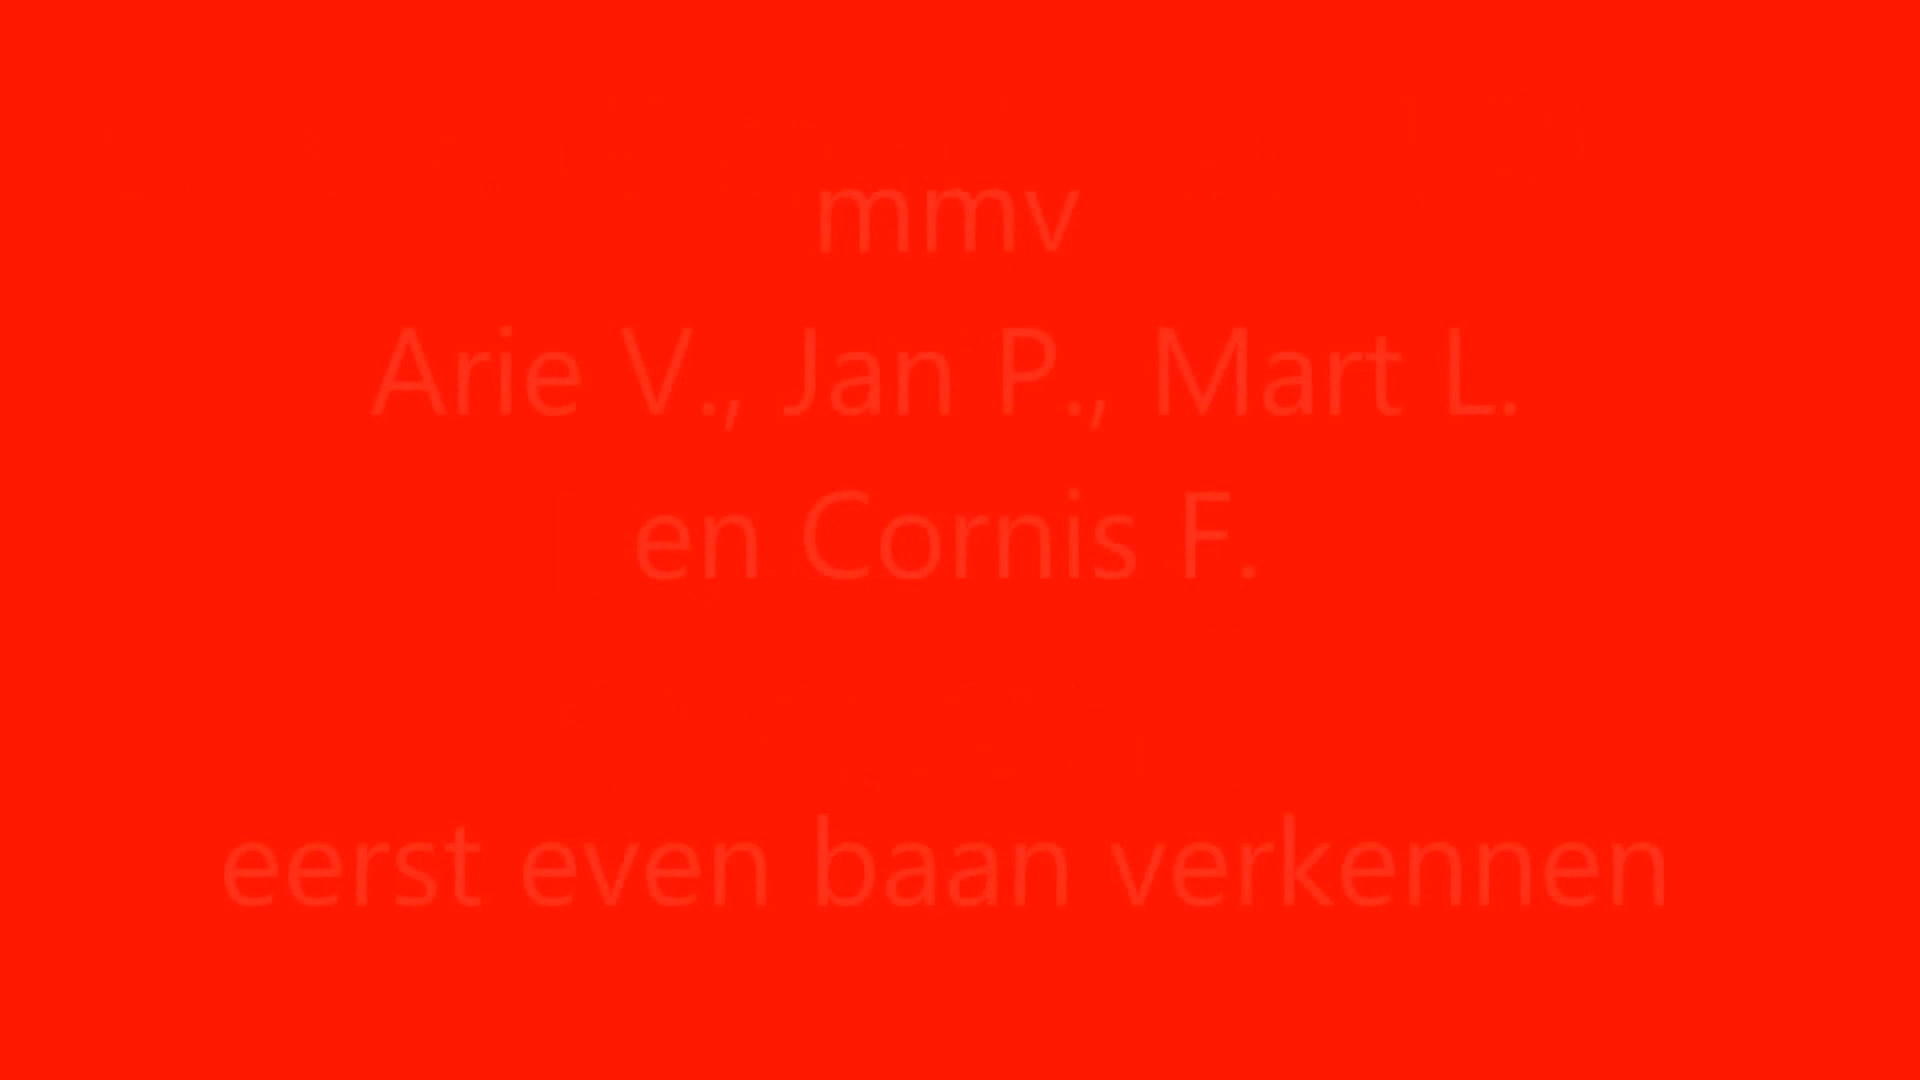 mmv
Arie V., Jan P., Mart L.
en Cornis F.
eerst even baan verkennen